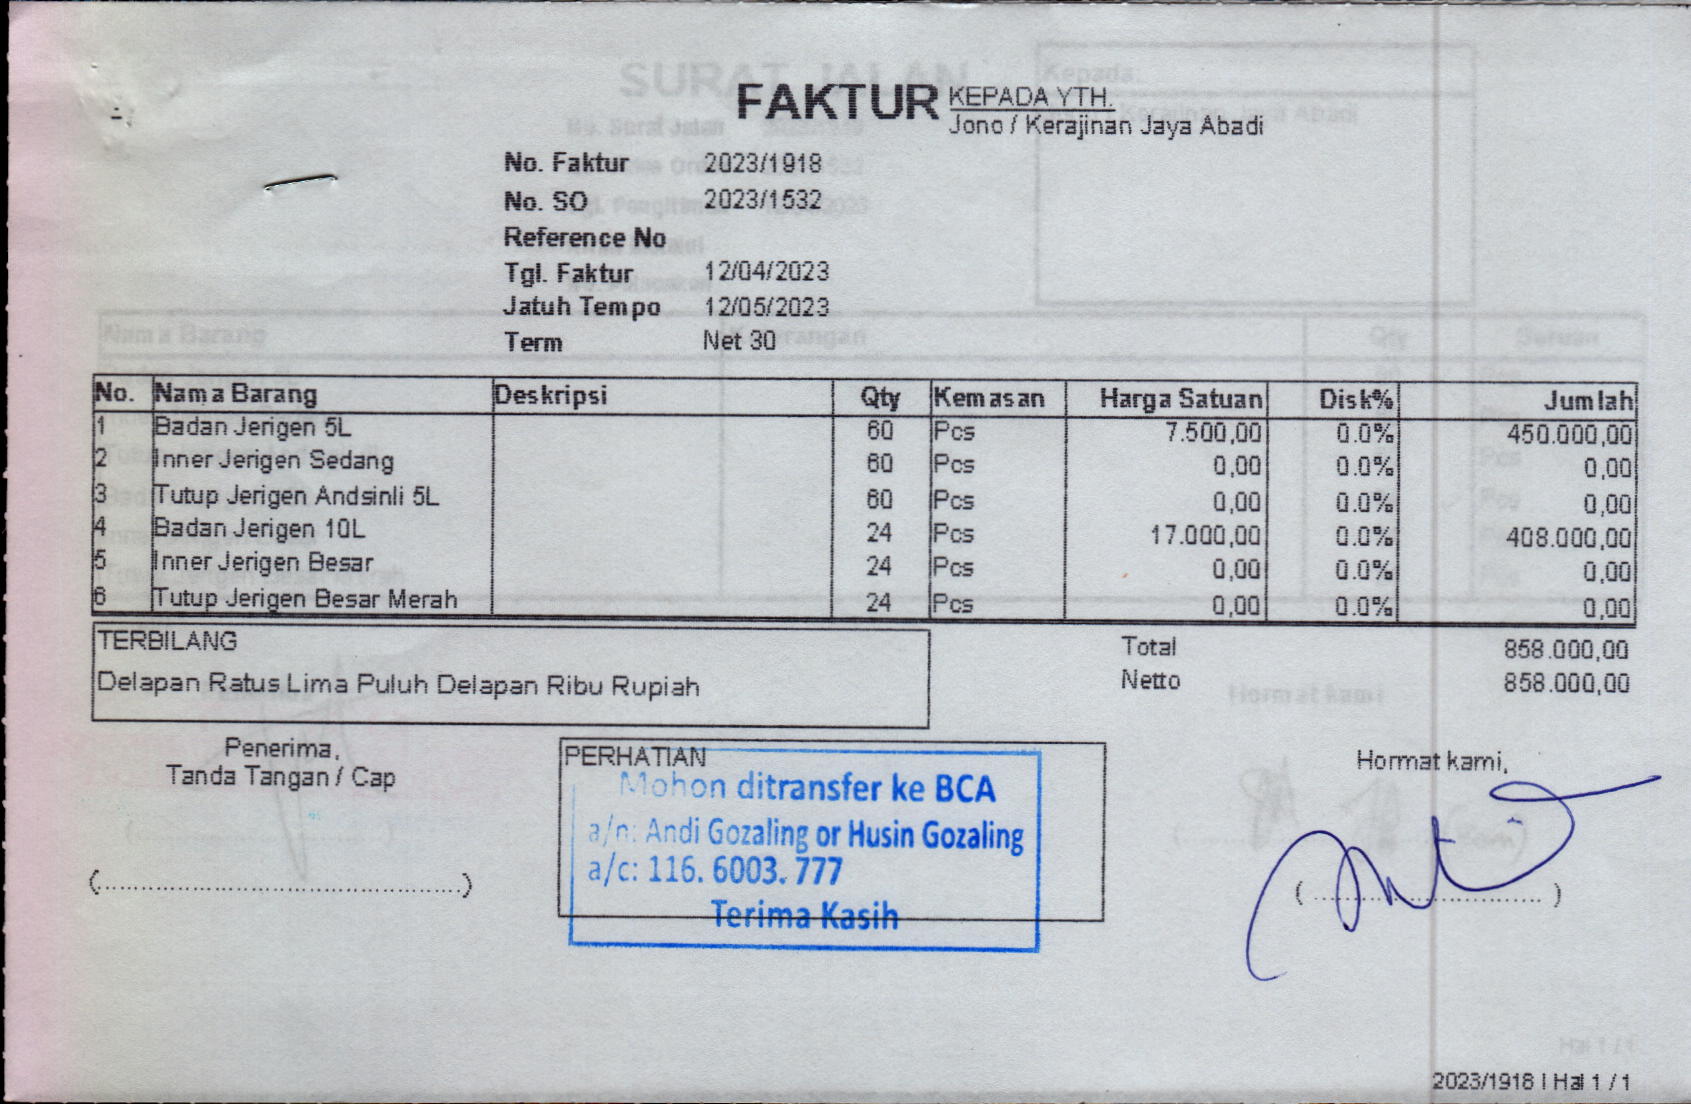 FAKTUR
KEPADA YTH.
Jono / Kerajinan Jaya Abadi
No. Faktur 2023/1918
No. SO 2023/1532
Reference No
Tgl. Faktur 12/04/2023
Jatuh Tempo 12/05/2023
Term Net 30
No. Nama Barang Deskripsi Qty Kemasan Harga Satuan Disk% Jumlah
1 Badan Jerigen 5L 60 Pcs 7.500,00 0.0% 450.000,00
2 Inner Jerigen Sedang 60 Pcs 0,00 0.0% 0,00
3 Tutup Jerigen Andsinli 5L 60 Pcs 0,00 0.0% 0,00
4 Badan Jerigen 10L 24 Pcs 17.000,00 0.0% 408.000,00
5 Inner Jerigen Besar 24 Pcs 0,00 0.0% 0,00
6 Tutup Jerigen Besar Merah 24 Pcs 0,00 0.0% 0,00
TERBILANG
Delapan Ratus Lima Puluh Delapan Ribu Rupiah
Total 858.000,00
Netto 858.000,00
Penerima,
Tanda Tangan / Cap
(............................................)
PERHATIAN
Mohon ditransfer ke BCA
a/n: Andi Gozaling or Husin Gozaling
a/c: 116. 6003. 777
Terima Kasih
Hormat kami,
(..............................)
2023/1918 | Hal 1 / 1